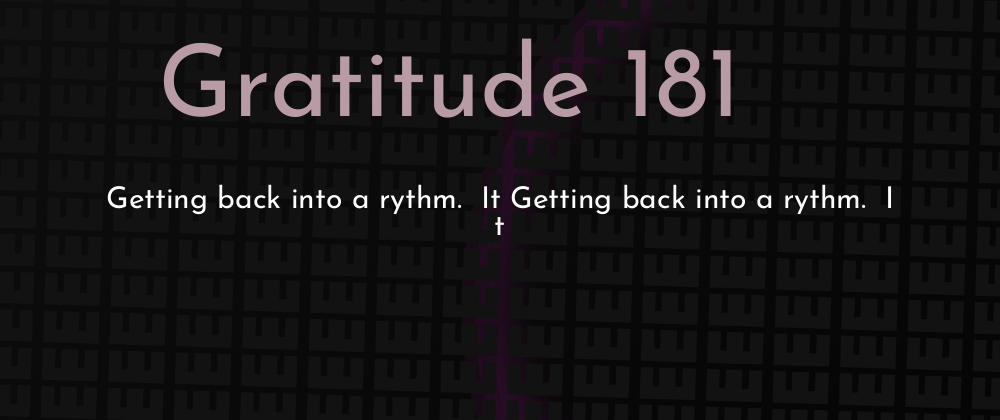 Gratitude 181
Getting back into a rythm.  It Getting back into a rythm.  I
t